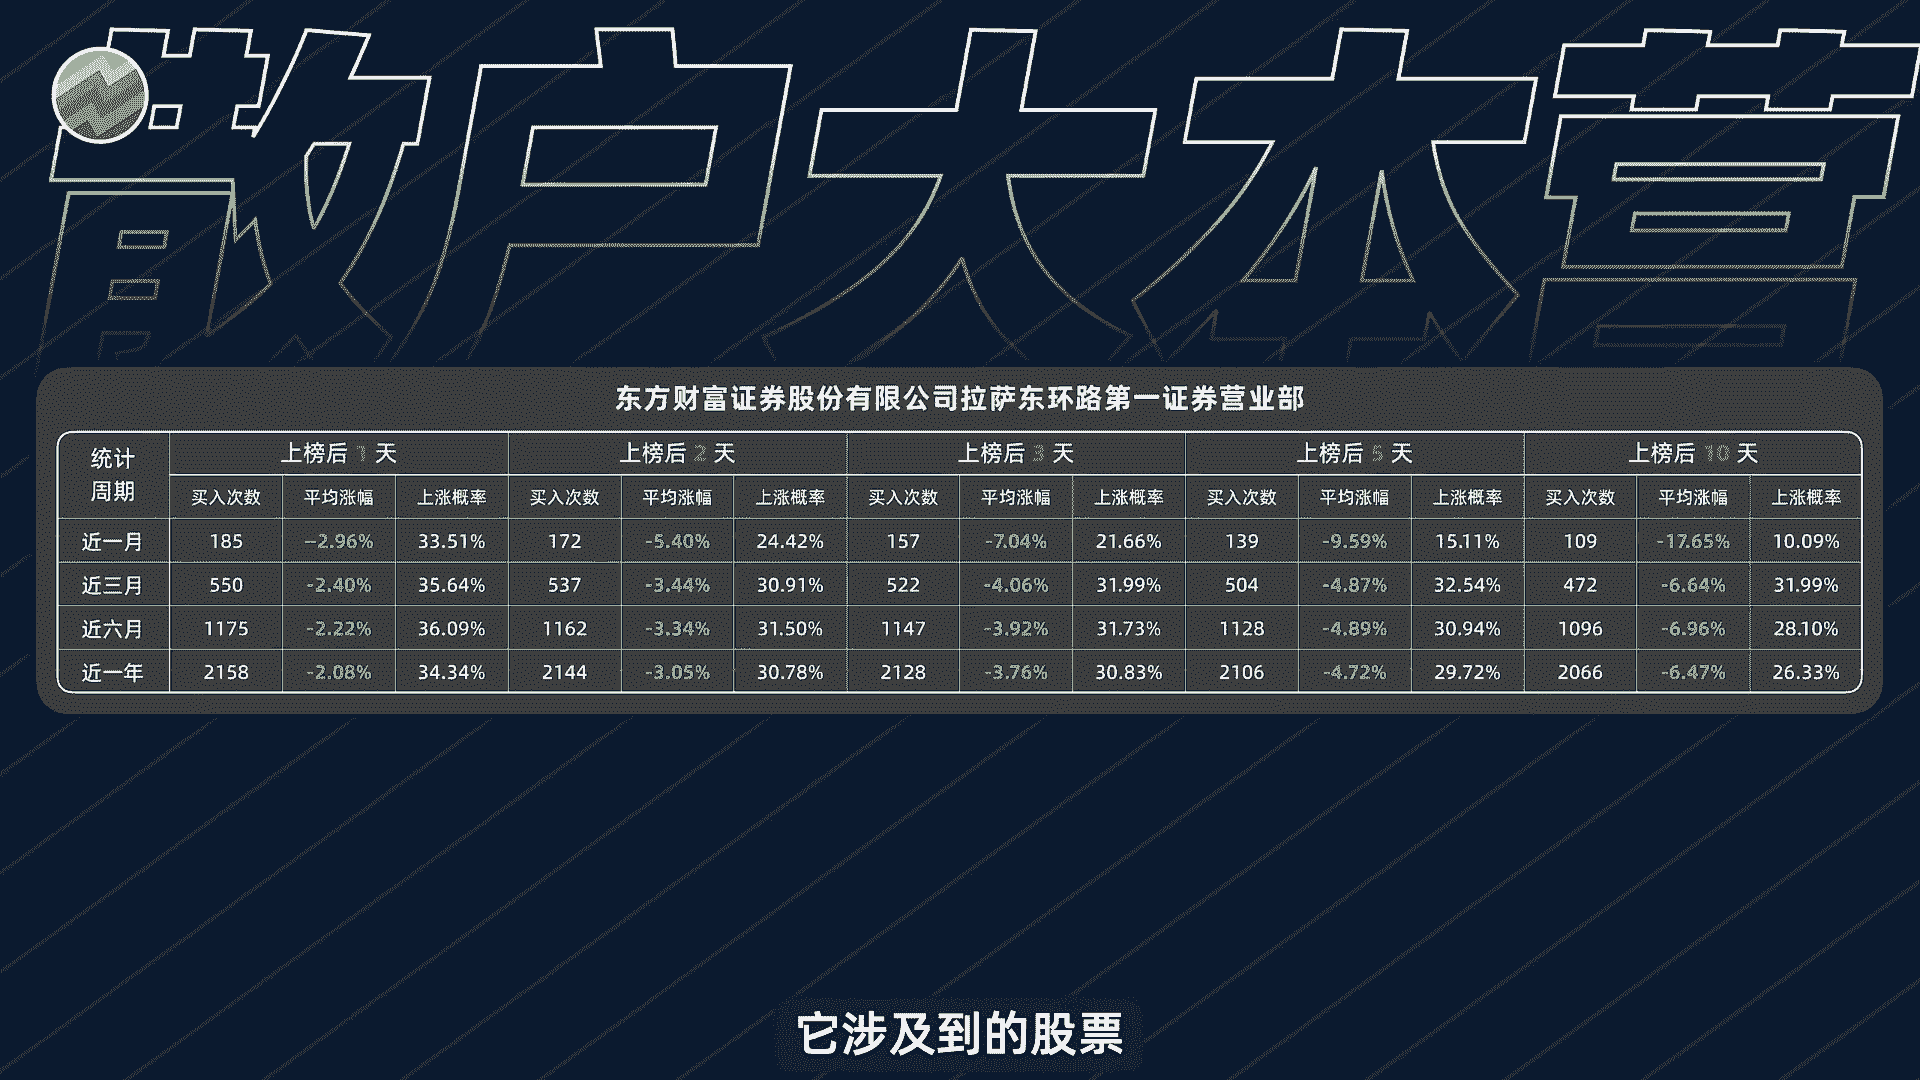 散户大本营
东方财富证券股份有限公司拉萨东环路第一证券营业部
统计周期 上榜后 1 天 上榜后 2 天 上榜后 3 天 上榜后 5 天 上榜后 10 天
买入次数 平均涨幅 上涨概率 买入次数 平均涨幅 上涨概率 买入次数 平均涨幅 上涨概率 买入次数 平均涨幅 上涨概率 买入次数 平均涨幅 上涨概率
近一月 185 -2.96% 33.51% 172 -5.40% 24.42% 157 -7.04% 21.66% 139 -9.59% 15.11% 109 -17.65% 10.09%
近三月 550 -2.40% 35.64% 537 -3.44% 30.91% 522 -4.06% 31.99% 504 -4.87% 32.54% 472 -6.64% 31.99%
近六月 1175 -2.22% 36.09% 1162 -3.34% 31.50% 1147 -3.92% 31.73% 1128 -4.89% 30.94% 1096 -6.96% 28.10%
近一年 2158 -2.08% 34.34% 2144 -3.05% 30.78% 2128 -3.76% 30.83% 2106 -4.72% 29.72% 2066 -6.47% 26.33%
它涉及到的股票